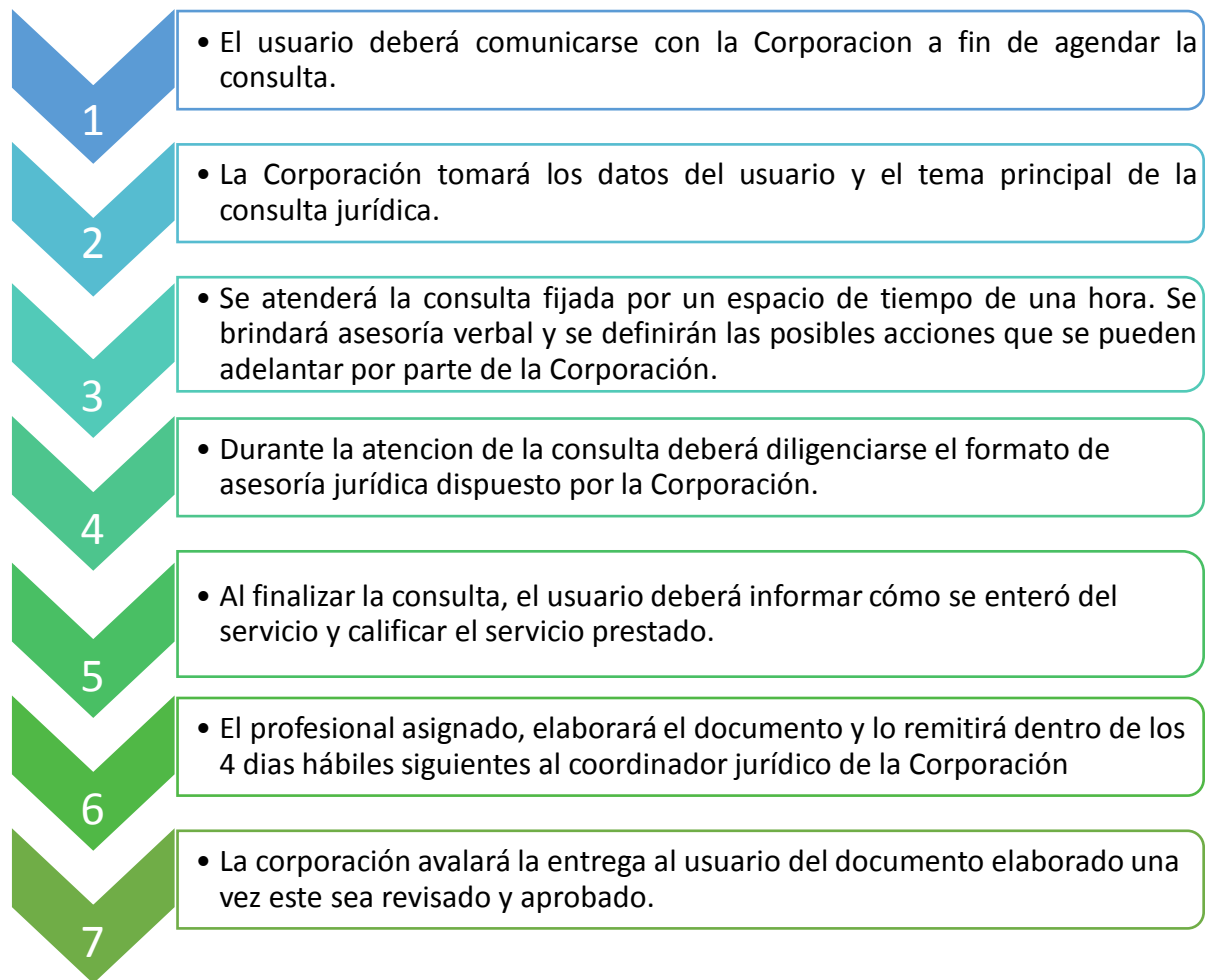 1
• El usuario deberá comunicarse con la Corporacion a fin de agendar la
consulta.
2
• La Corporación tomará los datos del usuario y el tema principal de la
consulta jurídica.
3
• Se atenderá la consulta fijada por un espacio de tiempo de una hora. Se
brindará asesoría verbal y se definirán las posibles acciones que se pueden
adelantar por parte de la Corporación.
4
• Durante la atencion de la consulta deberá diligenciarse el formato de
asesoría jurídica dispuesto por la Corporación.
5
• Al finalizar la consulta, el usuario deberá informar cómo se enteró del
servicio y calificar el servicio prestado.
6
• El profesional asignado, elaborará el documento y lo remitirá dentro de los
4 dias hábiles siguientes al coordinador jurídico de la Corporación
7
• La corporación avalará la entrega al usuario del documento elaborado una
vez este sea revisado y aprobado.